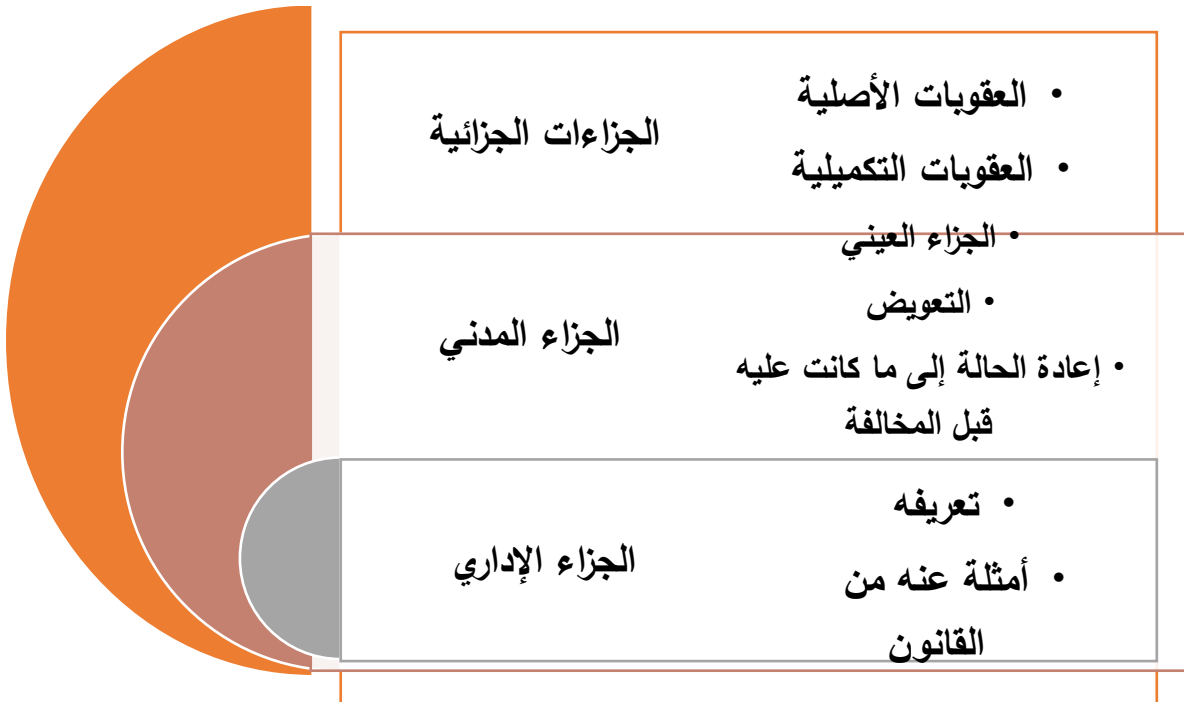 الجزاءات الجزائية
• العقوبات الأصلية
• العقوبات التكميلية
الجزاء المدني
• الجزاء العيني
• التعويض
• إعادة الحالة إلى ما كانت عليه
قبل المخالفة
الجزاء الإداري
• تعريفه
• أمثلة عنه من
القانون